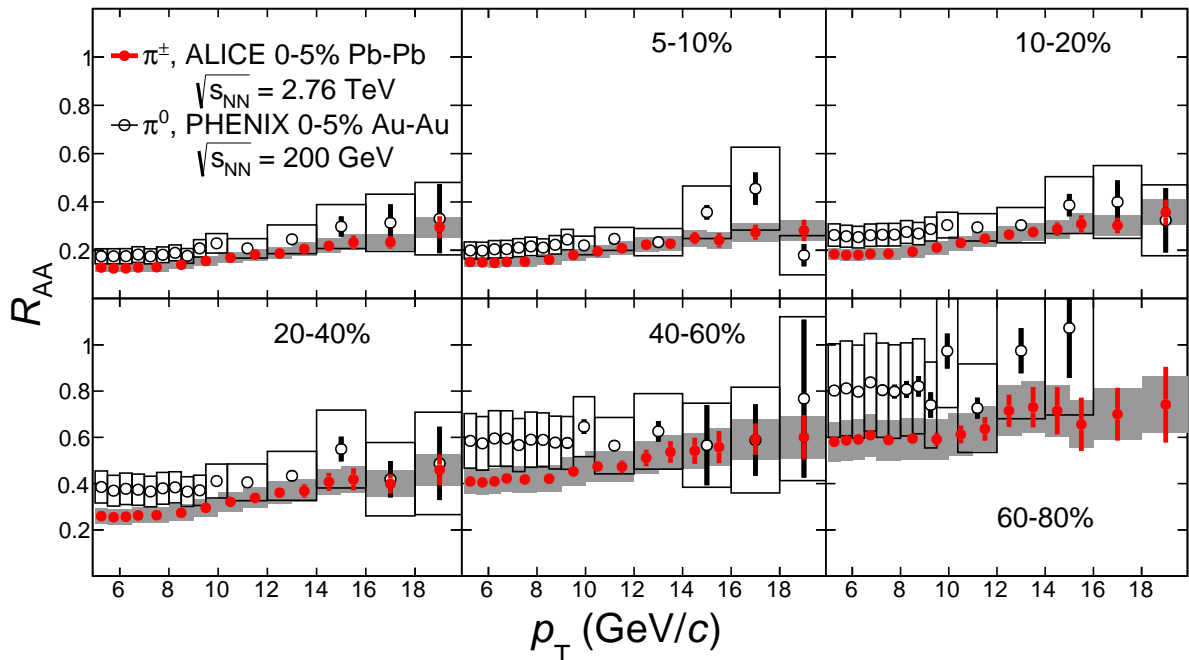 5-10%
10-20%
π±, ALICE 0-5% Pb-Pb
√sNN = 2.76 TeV
π0, PHENIX 0-5% Au-Au
√sNN = 200 GeV
1
0.8
0.6
0.4
0.2
RAA
20-40%
40-60%
60-80%
1
0.8
0.6
0.4
0.2
6 8 10 12 14 16 18 6 8 10 12 14 16 18 6 8 10 12 14 16 18
pT (GeV/c)